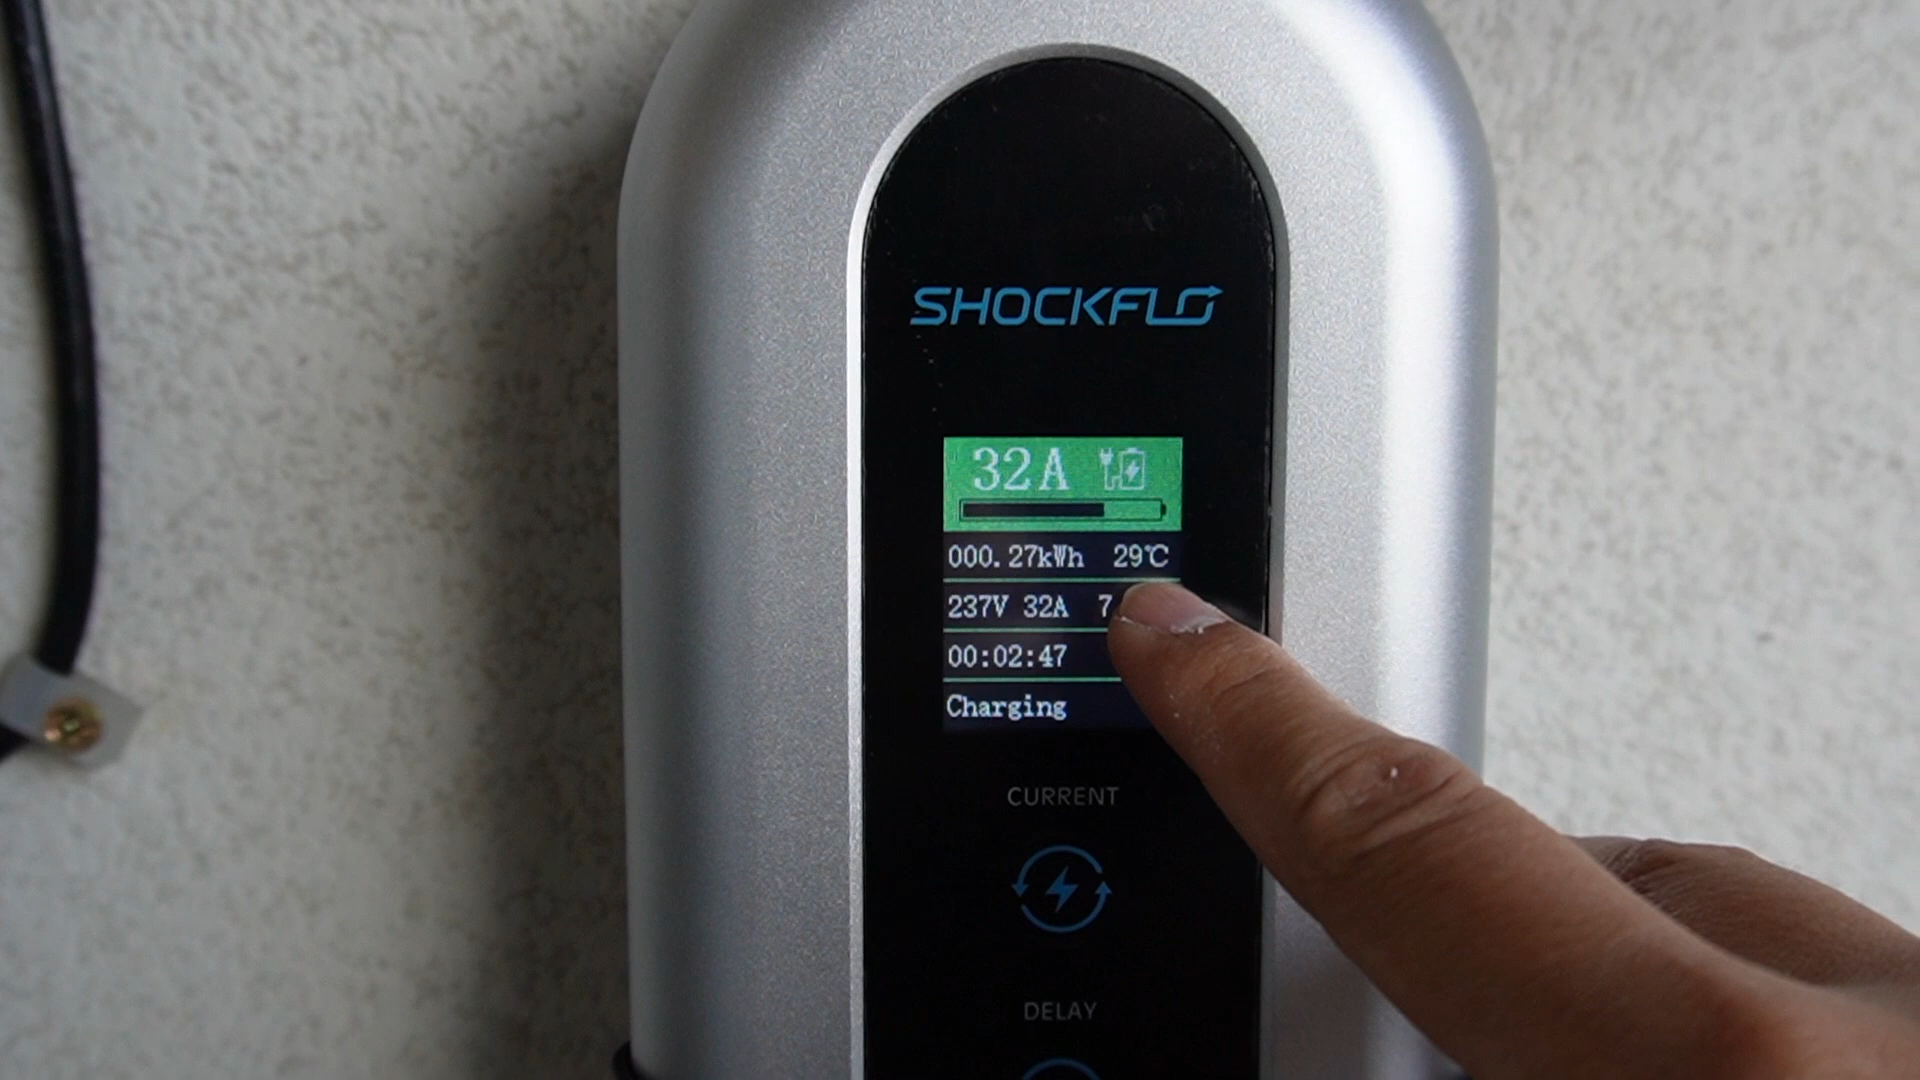 SHOCKFLO
32A
000.27kWh 29℃
237V 32A 7
00:02:47
Charging
CURRENT
DELAY